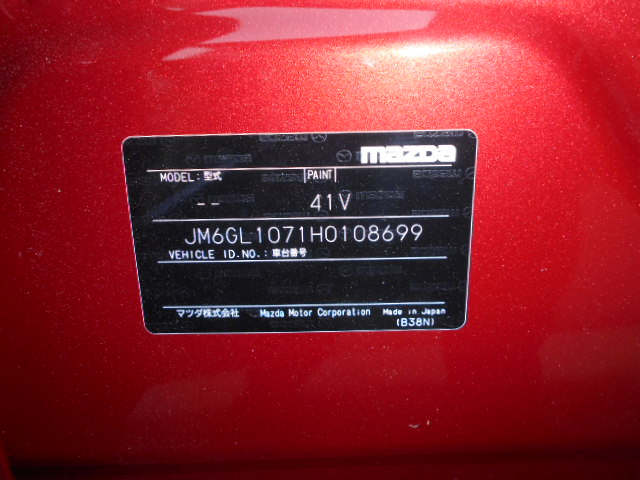 mazda
MODEL：型式 PAINT
-- 41V
JM6GL1071H0108699
VEHICLE ID.NO.：車台番号
マツダ株式会社 Mazda Motor Corporation Made in Japan
(B38N)